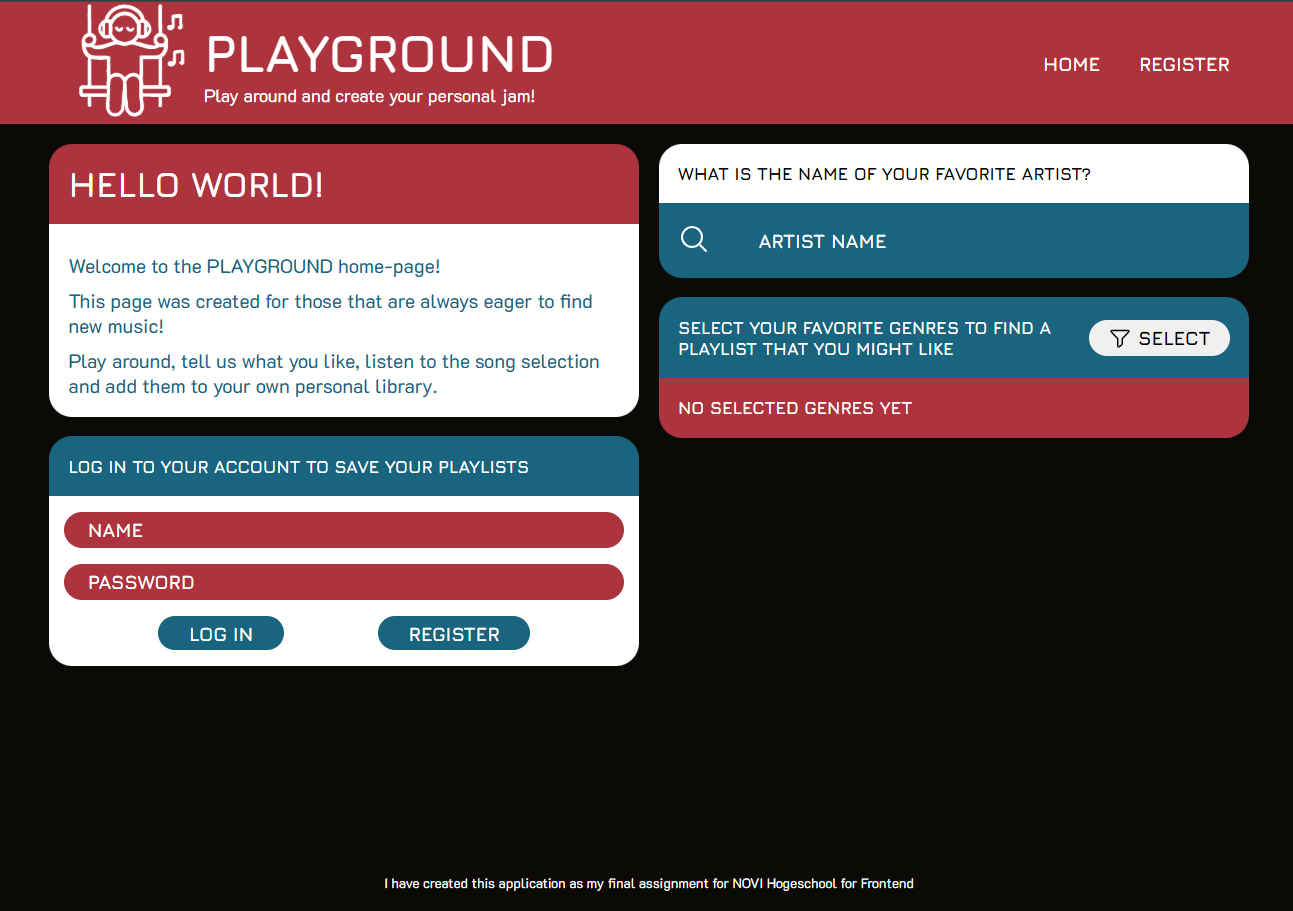 PLAYGROUND
Play around and create your personal jam!
HOME
REGISTER
HELLO WORLD!
Welcome to the PLAYGROUND home-page!
This page was created for those that are always eager to find
new music!
Play around, tell us what you like, listen to the song selection
and add them to your own personal library.
LOG IN TO YOUR ACCOUNT TO SAVE YOUR PLAYLISTS
NAME
PASSWORD
LOG IN
REGISTER
WHAT IS THE NAME OF YOUR FAVORITE ARTIST?
ARTIST NAME
SELECT YOUR FAVORITE GENRES TO FIND A
PLAYLIST THAT YOU MIGHT LIKE
SELECT
NO SELECTED GENRES YET
I have created this application as my final assignment for NOVI Hogeschool for Frontend